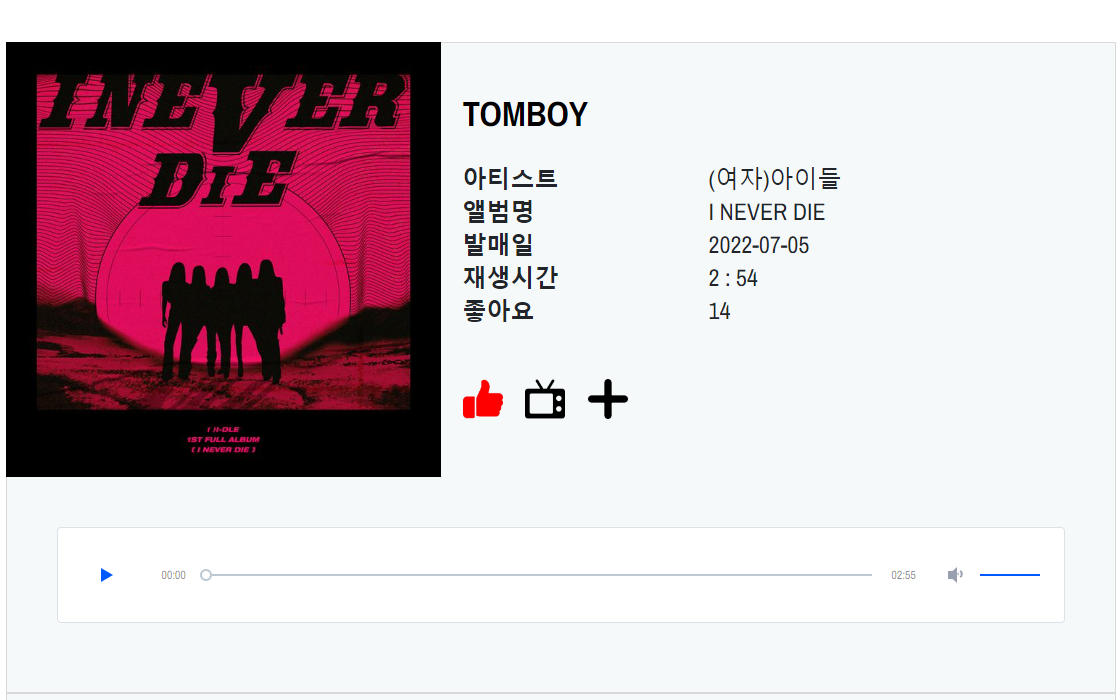 I NEVER
DIE
( I )I-DLE
1ST FULL ALBUM
[ I NEVER DIE ]
TOMBOY
아티스트 (여자)아이들
앨범명 I NEVER DIE
발매일 2022-07-05
재생시간 2 : 54
좋아요 14
00:00 02:55